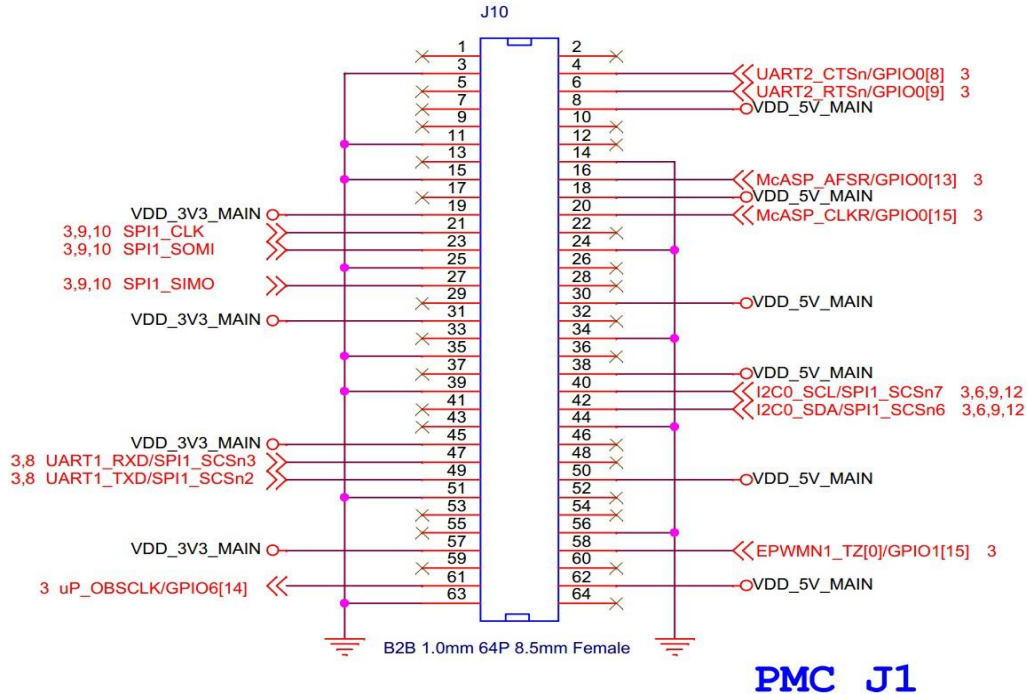 J10
1 2
3 4 UART2_CTSn/GPIO0[8] 3
5 6 UART2_RTSn/GPIO0[9] 3
7 8 VDD_5V_MAIN
9 10
11 12
13 14
15 16 McASP_AFSR/GPIO0[13] 3
17 18 VDD_5V_MAIN
VDD_3V3_MAIN 19 20 McASP_CLKR/GPIO0[15] 3
3,9,10 SPI1_CLK 21 22
3,9,10 SPI1_SOMI 23 24
25 26
3,9,10 SPI1_SIMO 27 28
29 30 VDD_5V_MAIN
VDD_3V3_MAIN 31 32
33 34
35 36
37 38 VDD_5V_MAIN
39 40 I2C0_SCL/SPI1_SCSn7 3,6,9,12
41 42 I2C0_SDA/SPI1_SCSn6 3,6,9,12
43 44
VDD_3V3_MAIN 45 46
3,8 UART1_RXD/SPI1_SCSn3 47 48
3,8 UART1_TXD/SPI1_SCSn2 49 50 VDD_5V_MAIN
51 52
53 54
55 56
VDD_3V3_MAIN 57 58 EPWMN1_TZ[0]/GPIO1[15] 3
59 60
3 uP_OBSCLK/GPIO6[14] 61 62 VDD_5V_MAIN
63 64
B2B 1.0mm 64P 8.5mm Female
PMC J1